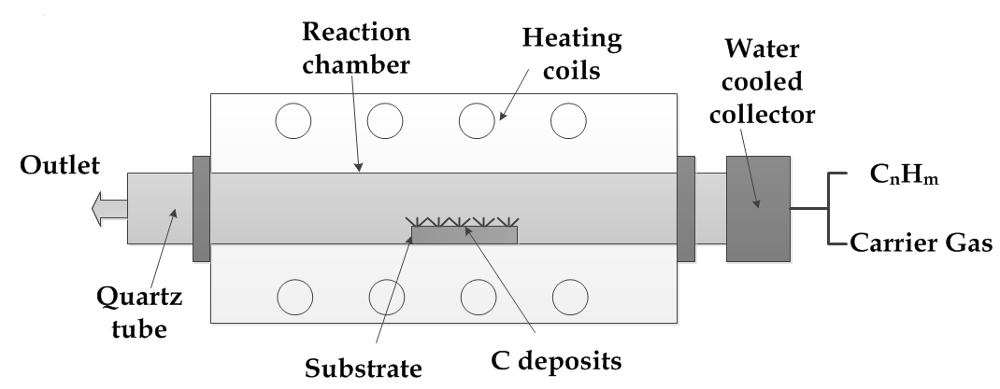 Reaction
chamber
Heating
coils
Water
cooled
collector
Outlet
CₙHₘ
Carrier Gas
Quartz
tube
Substrate
C deposits